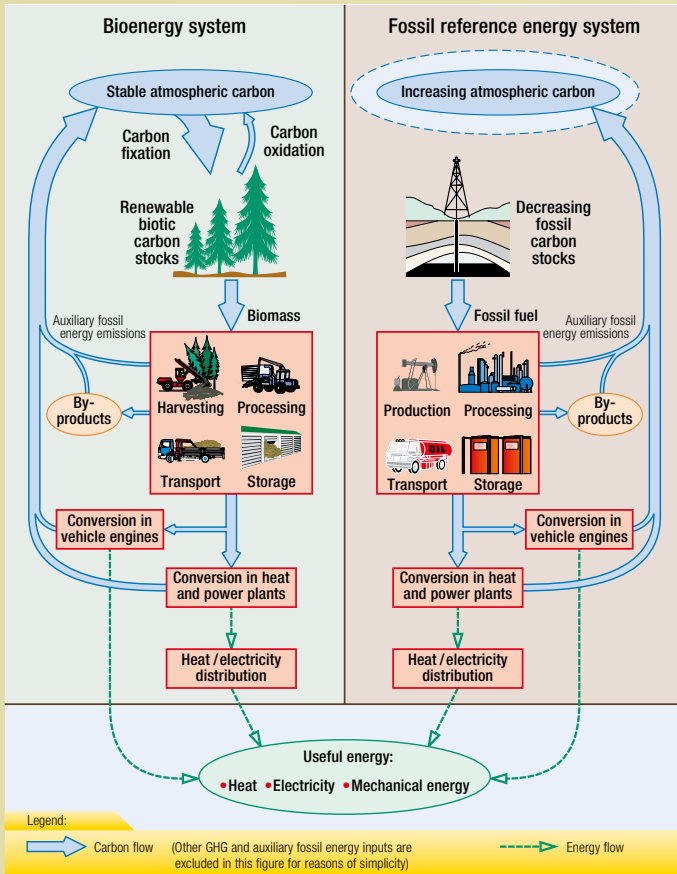 Bioenergy system
Stable atmospheric carbon
Carbon
fixation
Carbon
oxidation
Renewable
biotic
carbon
stocks
Biomass
Auxiliary fossil
energy emissions
Harvesting
Processing
By-
products
Transport
Storage
Conversion in
vehicle engines
Conversion in heat
and power plants
Heat/electricity
distribution
Fossil reference energy system
Increasing atmospheric carbon
Decreasing
fossil
carbon
stocks
Fossil fuel
Auxiliary fossil
energy emissions
Production
Processing
By-
products
OIL
Transport
Storage
Conversion in
vehicle engines
Conversion in heat
and power plants
Heat/electricity
distribution
Useful energy:
•Heat •Electricity •Mechanical energy
Legend:
Carbon flow
(Other GHG and auxiliary fossil energy inputs are
excluded in this figure for reasons of simplicity)
Energy flow